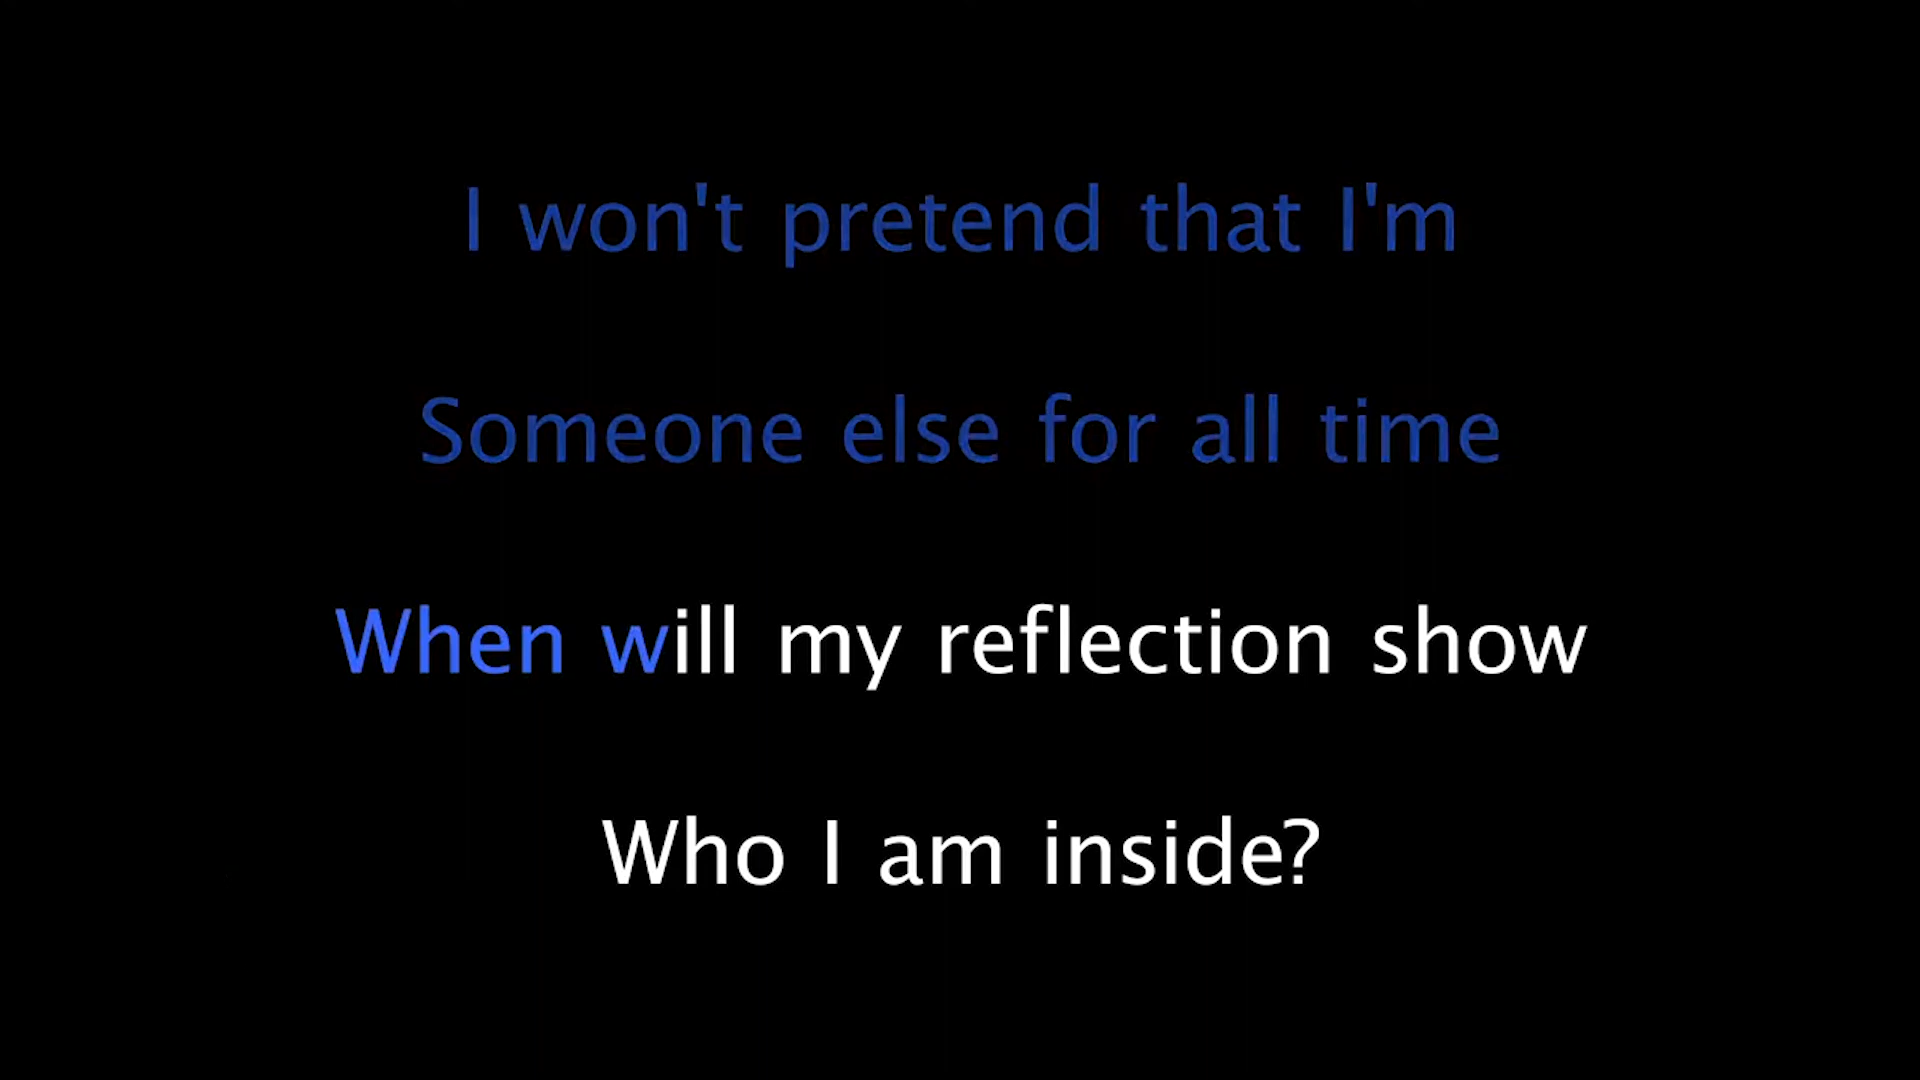 I won't pretend that I'm
Someone else for all time
When will my reflection show
Who I am inside?